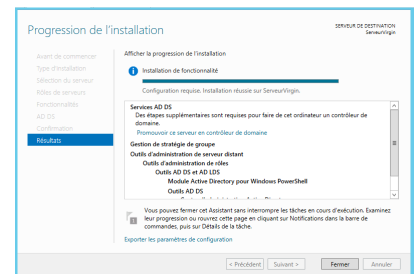 Progression de l'installation
SERVEUR DE DESTINATION
ServeurVirgin
Avant de commencer
Type d'installation
Sélection du serveur
Rôles de serveurs
Fonctionnalités
AD DS
Confirmation
Résultats
Afficher la progression de l'installation
Installation de fonctionnalité
Configuration requise. Installation réussie sur ServeurVirgin.
Services AD DS
Des étapes supplémentaires sont requises pour faire de cet ordinateur un contrôleur de
domaine.
Promouvoir ce serveur en contrôleur de domaine
Gestion de stratégie de groupe
Outils d'administration de serveur distant
Outils d'administration de rôles
Outils AD DS et AD LDS
Module Active Directory pour Windows PowerShell
Outils AD DS
Vous pouvez fermer cet Assistant sans interrompre les tâches en cours d'exécution. Examinez
leur progression ou rouvrez cette page en cliquant sur Notifications dans la barre de
commandes, puis sur Détails de la tâche.
Exporter les paramètres de configuration
< Précédent
Suivant >
Fermer
Annuler